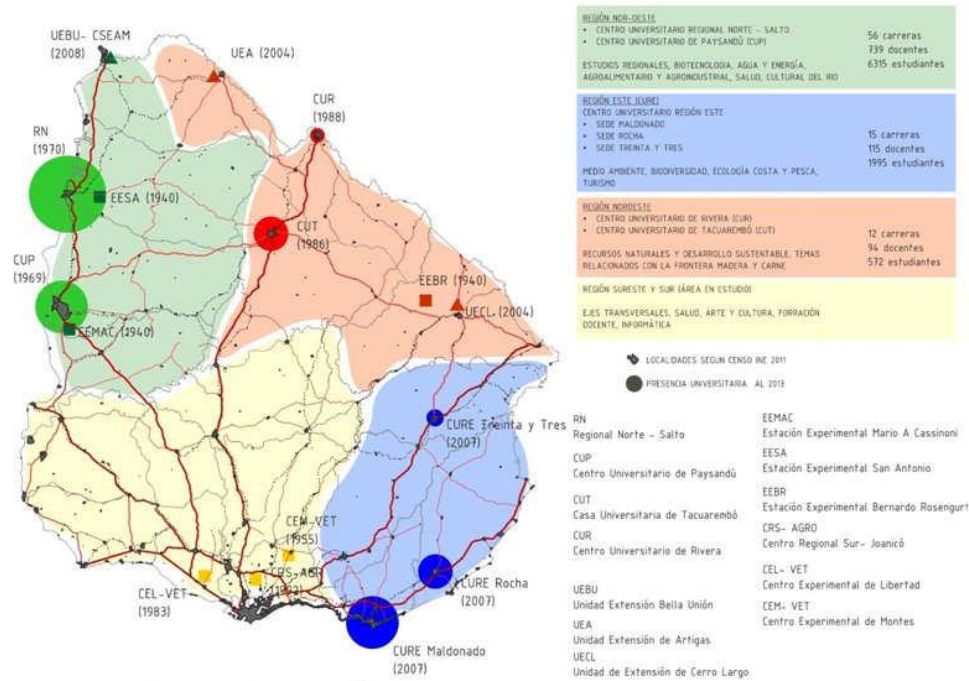 UEBU- CSEAM
(2008)
UEA (2004)
CUR
(1988)
RN
(1970)
EESA (1940)
CUT
(1986)
CUP
(1969)
EEBR (1940)
UECL (2004)
EEMAC (1940)
CURE Treinta y Tres
(2007)
CEM-VET
(1955)
CRS-AGR
CEL-VET
(1983)
CURE Rocha
(2007)
CURE Maldonado
(2007)
REGIÓN NOR-OESTE
• CENTRO UNIVERSITARIO REGIONAL NORTE - SALTO
• CENTRO UNIVERSITARIO DE PAYSANDÚ (CUP)
ESTUDIOS REGIONALES, BIOTECNOLOGIA, AGUA Y ENERGÍA,
AGROALIMENTARIO Y AGROINDUSTRIAL, SALUD, CULTURAL DEL RIO
56 carreras
739 docentes
6315 estudiantes
REGIÓN ESTE (CURE)
CENTRO UNIVERSITARIO REGIÓN ESTE
• SEDE MALDONADO
• SEDE ROCHA
• SEDE TREINTA Y TRES
MEDIO AMBIENTE, BIODIVERSIDAD, ECOLOGÍA COSTA Y PESCA,
TURISMO
15 carreras
115 docentes
1995 estudiantes
REGIÓN NORDESTE
• CENTRO UNIVERSITARIO DE RIVERA (CUR)
• CENTRO UNIVERSITARIO DE TACUAREMBÓ (CUT)
RECURSOS NATURALES Y DESARROLLO SUSTENTABLE, TEMAS
RELACIONADOS CON LA FRONTERA MADERA Y CARNE
12 carreras
94 docentes
572 estudiantes
REGIÓN SURESTE Y SUR (ÁREA EN ESTUDIO)
EJES TRANSVERSALES, SALUD, ARTE Y CULTURA, FORRACIÓN
DOCENTE, INFORMÁTICA
LOCALIDADES SEGUN CENSO INE 2011
PRESENCIA UNIVERSITARIA AL 2013
RN
Regional Norte - Salto
CUP
Centro Universitario de Paysandú
CUT
Casa Universitaria de Tacuarembó
CUR
Centro Universitario de Rivera
UEBU
Unidad Extensión Bella Unión
UEA
Unidad Extensión de Artigas
UECL
Unidad de Extensión de Cerro Largo
EEMAC
Estación Experimental Mario A Cassinoni
EESA
Estación Experimental San Antonio
EEBR
Estación Experimental Bernardo Rosengurt
CRS- AGRO
Centro Regional Sur- Joanicó
CEL- VET
Centro Experimental de Libertad
CEM- VET
Centro Experimental de Montes